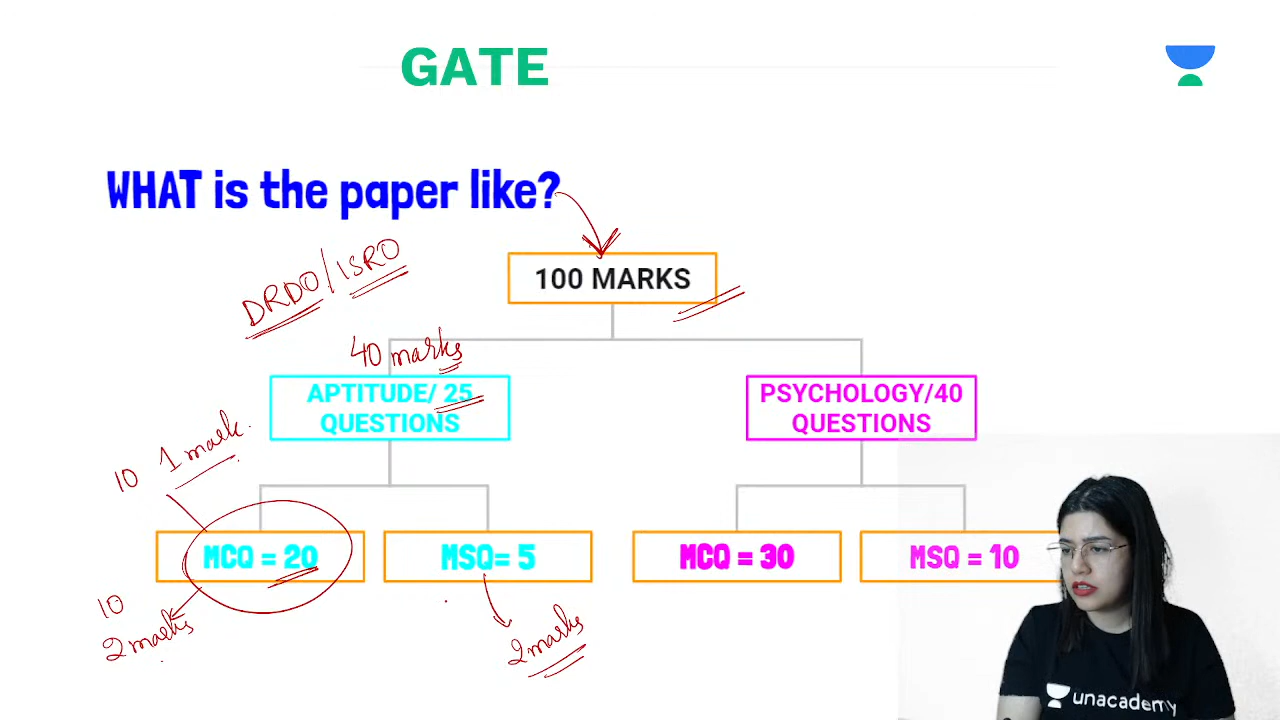 GATE
WHAT is the paper like?
DRDO/ISRO
100 MARKS
40 marks
APTITUDE/ 25
QUESTIONS
PSYCHOLOGY/40
QUESTIONS
10 1 mark.
MCQ = 20
MSQ= 5
MCQ = 30
MSQ = 10
10
2 marks
2 marks
unacademy